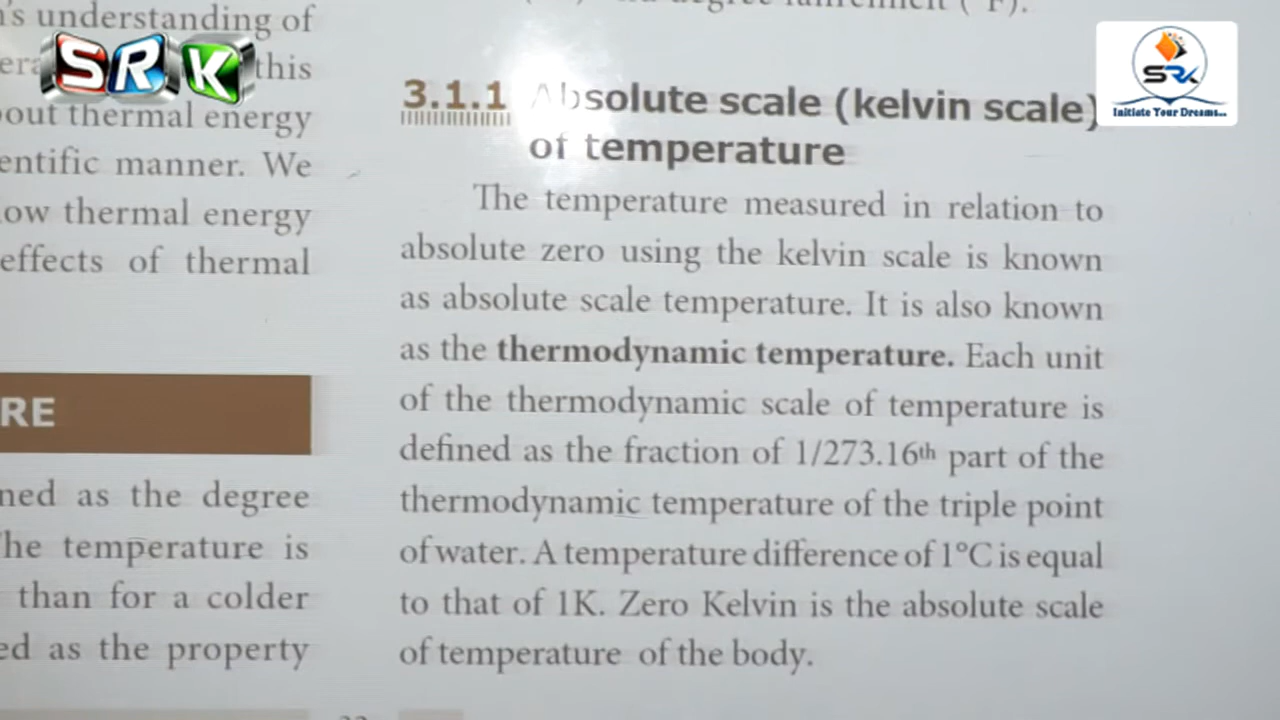 's understanding of
SRK
this
out thermal energy
entific manner. We
ow thermal energy
effects of thermal
RE
ned as the degree
he temperature is
than for a colder
ed as the property
3.1.1 Absolute scale (kelvin scale)
of temperature
The temperature measured in relation to
absolute zero using the kelvin scale is known
as absolute scale temperature. It is also known
as the thermodynamic temperature. Each unit
of the thermodynamic scale of temperature is
defined as the fraction of 1/273.16th part of the
thermodynamic temperature of the triple point
of water. A temperature difference of 1°C is equal
to that of 1K. Zero Kelvin is the absolute scale
of temperature of the body.
SRK
Initiate Your Dreams...